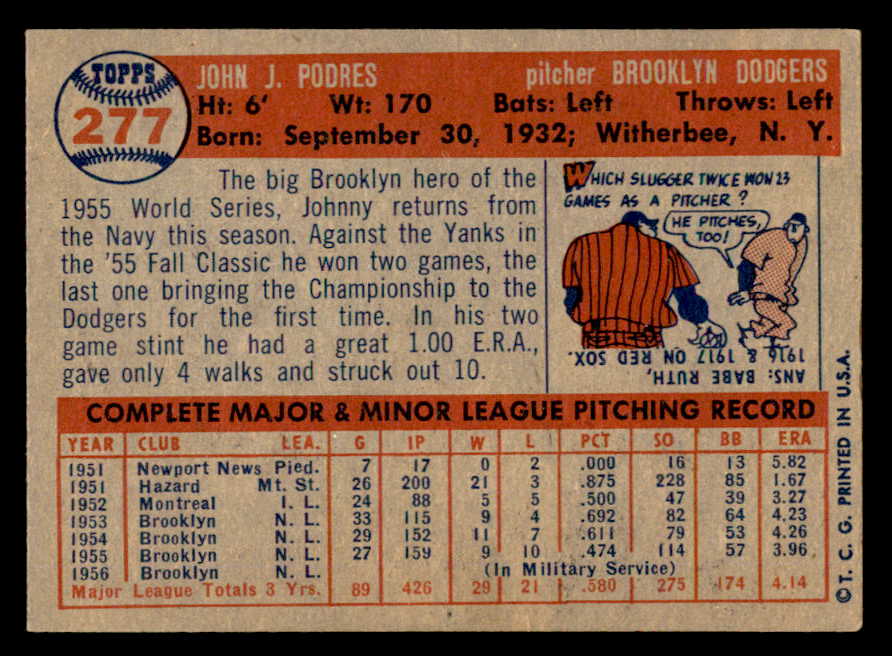 TOPPS
277
JOHN J. PODRES pitcher BROOKLYN DODGERS
Ht: 6' Wt: 170 Bats: Left Throws: Left
Born: September 30, 1932; Witherbee, N. Y.
The big Brooklyn hero of the
1955 World Series, Johnny returns from
the Navy this season. Against the Yanks in
the '55 Fall Classic he won two games, the
last one bringing the Championship to the
Dodgers for the first time. In his two
game stint he had a great 1.00 E.R.A.,
gave only 4 walks and struck out 10.
WHICH SLUGGER TWICE WON 23
GAMES AS A PITCHER?
HE PITCHES,
TOO!
ANS: BABE RUTH,
1916 & 1917 ON RED SOX.
COMPLETE MAJOR & MINOR LEAGUE PITCHING RECORD
YEAR CLUB LEA. G IP W L PCT SO BB ERA
1951 Newport News Pied. 7 17 0 2 .000 16 13 5.82
1951 Hazard Mt. St. 26 200 21 3 .875 228 85 1.67
1952 Montreal I. L. 24 88 5 5 .500 47 39 3.27
1953 Brooklyn N. L. 33 115 9 4 .692 82 64 4.23
1954 Brooklyn N. L. 29 152 11 7 .611 79 53 4.26
1955 Brooklyn N. L. 27 159 9 10 .474 114 57 3.96
1956 Brooklyn N. L. (In Military Service)
Major League Totals 3 Yrs. 89 426 29 21 .580 275 174 4.14
© T. C. G. PRINTED IN U.S.A.